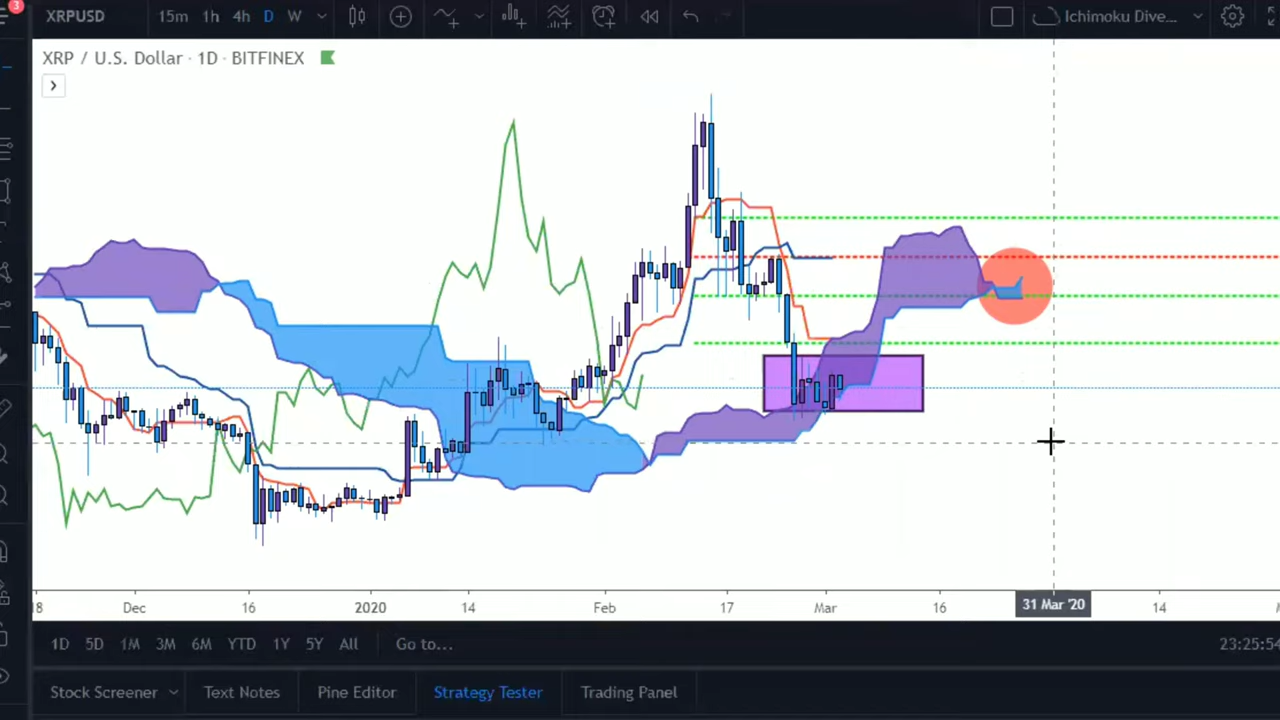 3
XRPUSD 15m 1h 4h D W Ichimoku Dive...
XRP / U.S. Dollar · 1D · BITFINEX
18 Dec 16 2020 14 Feb 17 Mar 16 31 Mar '20 14
1D 5D 1M 3M 6M YTD 1Y 5Y All Go to... 23:25:54
Stock Screener Text Notes Pine Editor Strategy Tester Trading Panel